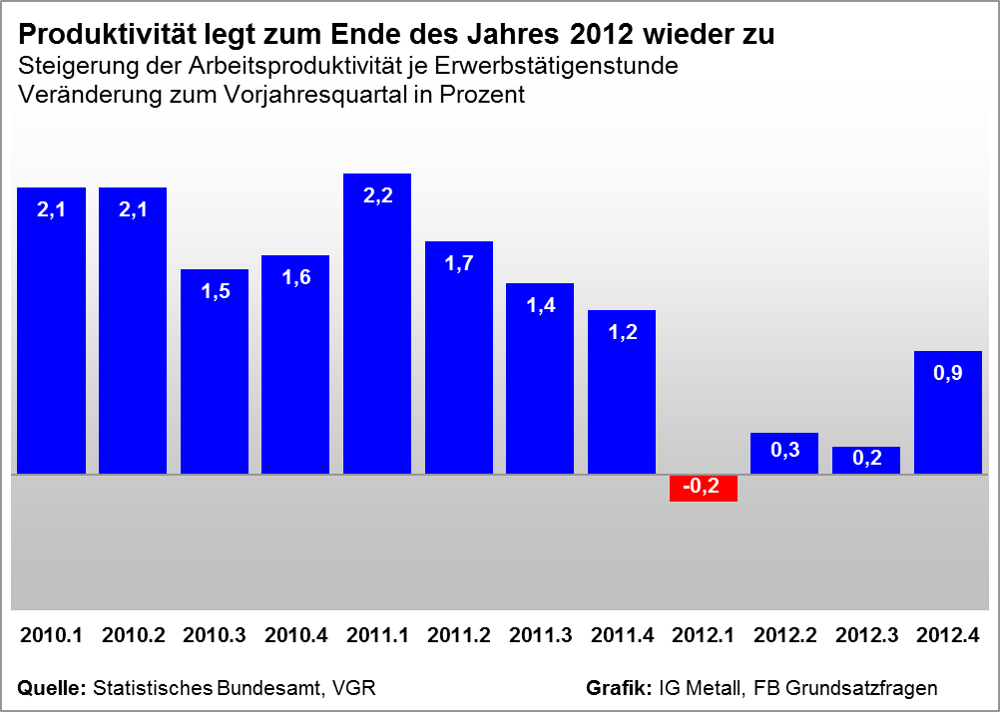 Produktivität legt zum Ende des Jahres 2012 wieder zu
Steigerung der Arbeitsproduktivität je Erwerbstätigenstunde
Veränderung zum Vorjahresquartal in Prozent
2,1 2,1 1,5 1,6 2,2 1,7 1,4 1,2 -0,2 0,3 0,2 0,9
2010.1 2010.2 2010.3 2010.4 2011.1 2011.2 2011.3 2011.4 2012.1 2012.2 2012.3 2012.4
Quelle: Statistisches Bundesamt, VGR Grafik: IG Metall, FB Grundsatzfragen